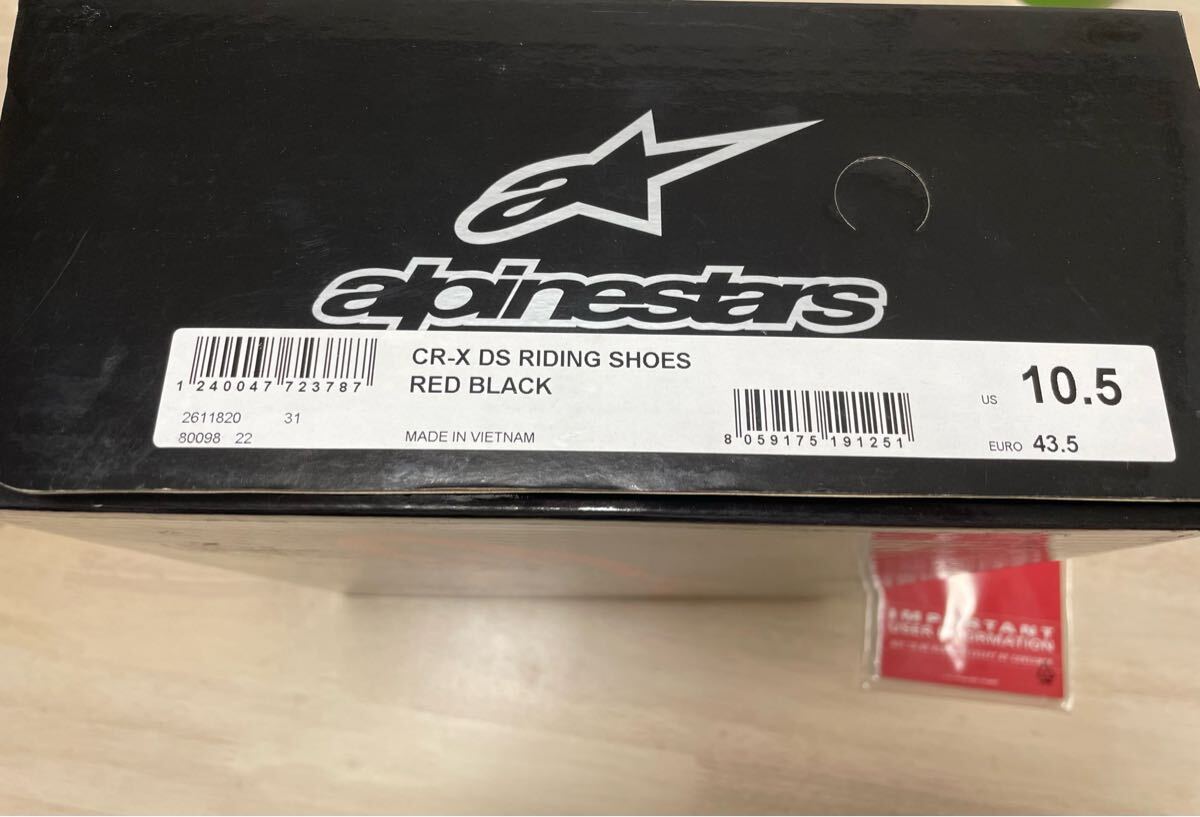 alpinestars
CR-X DS RIDING SHOES
RED BLACK
1 240047 723787
2611820 31
80098 22
MADE IN VIETNAM
8 059175 191251
US 10.5
EURO 43.5
IMPORTANT
USER INFORMATION